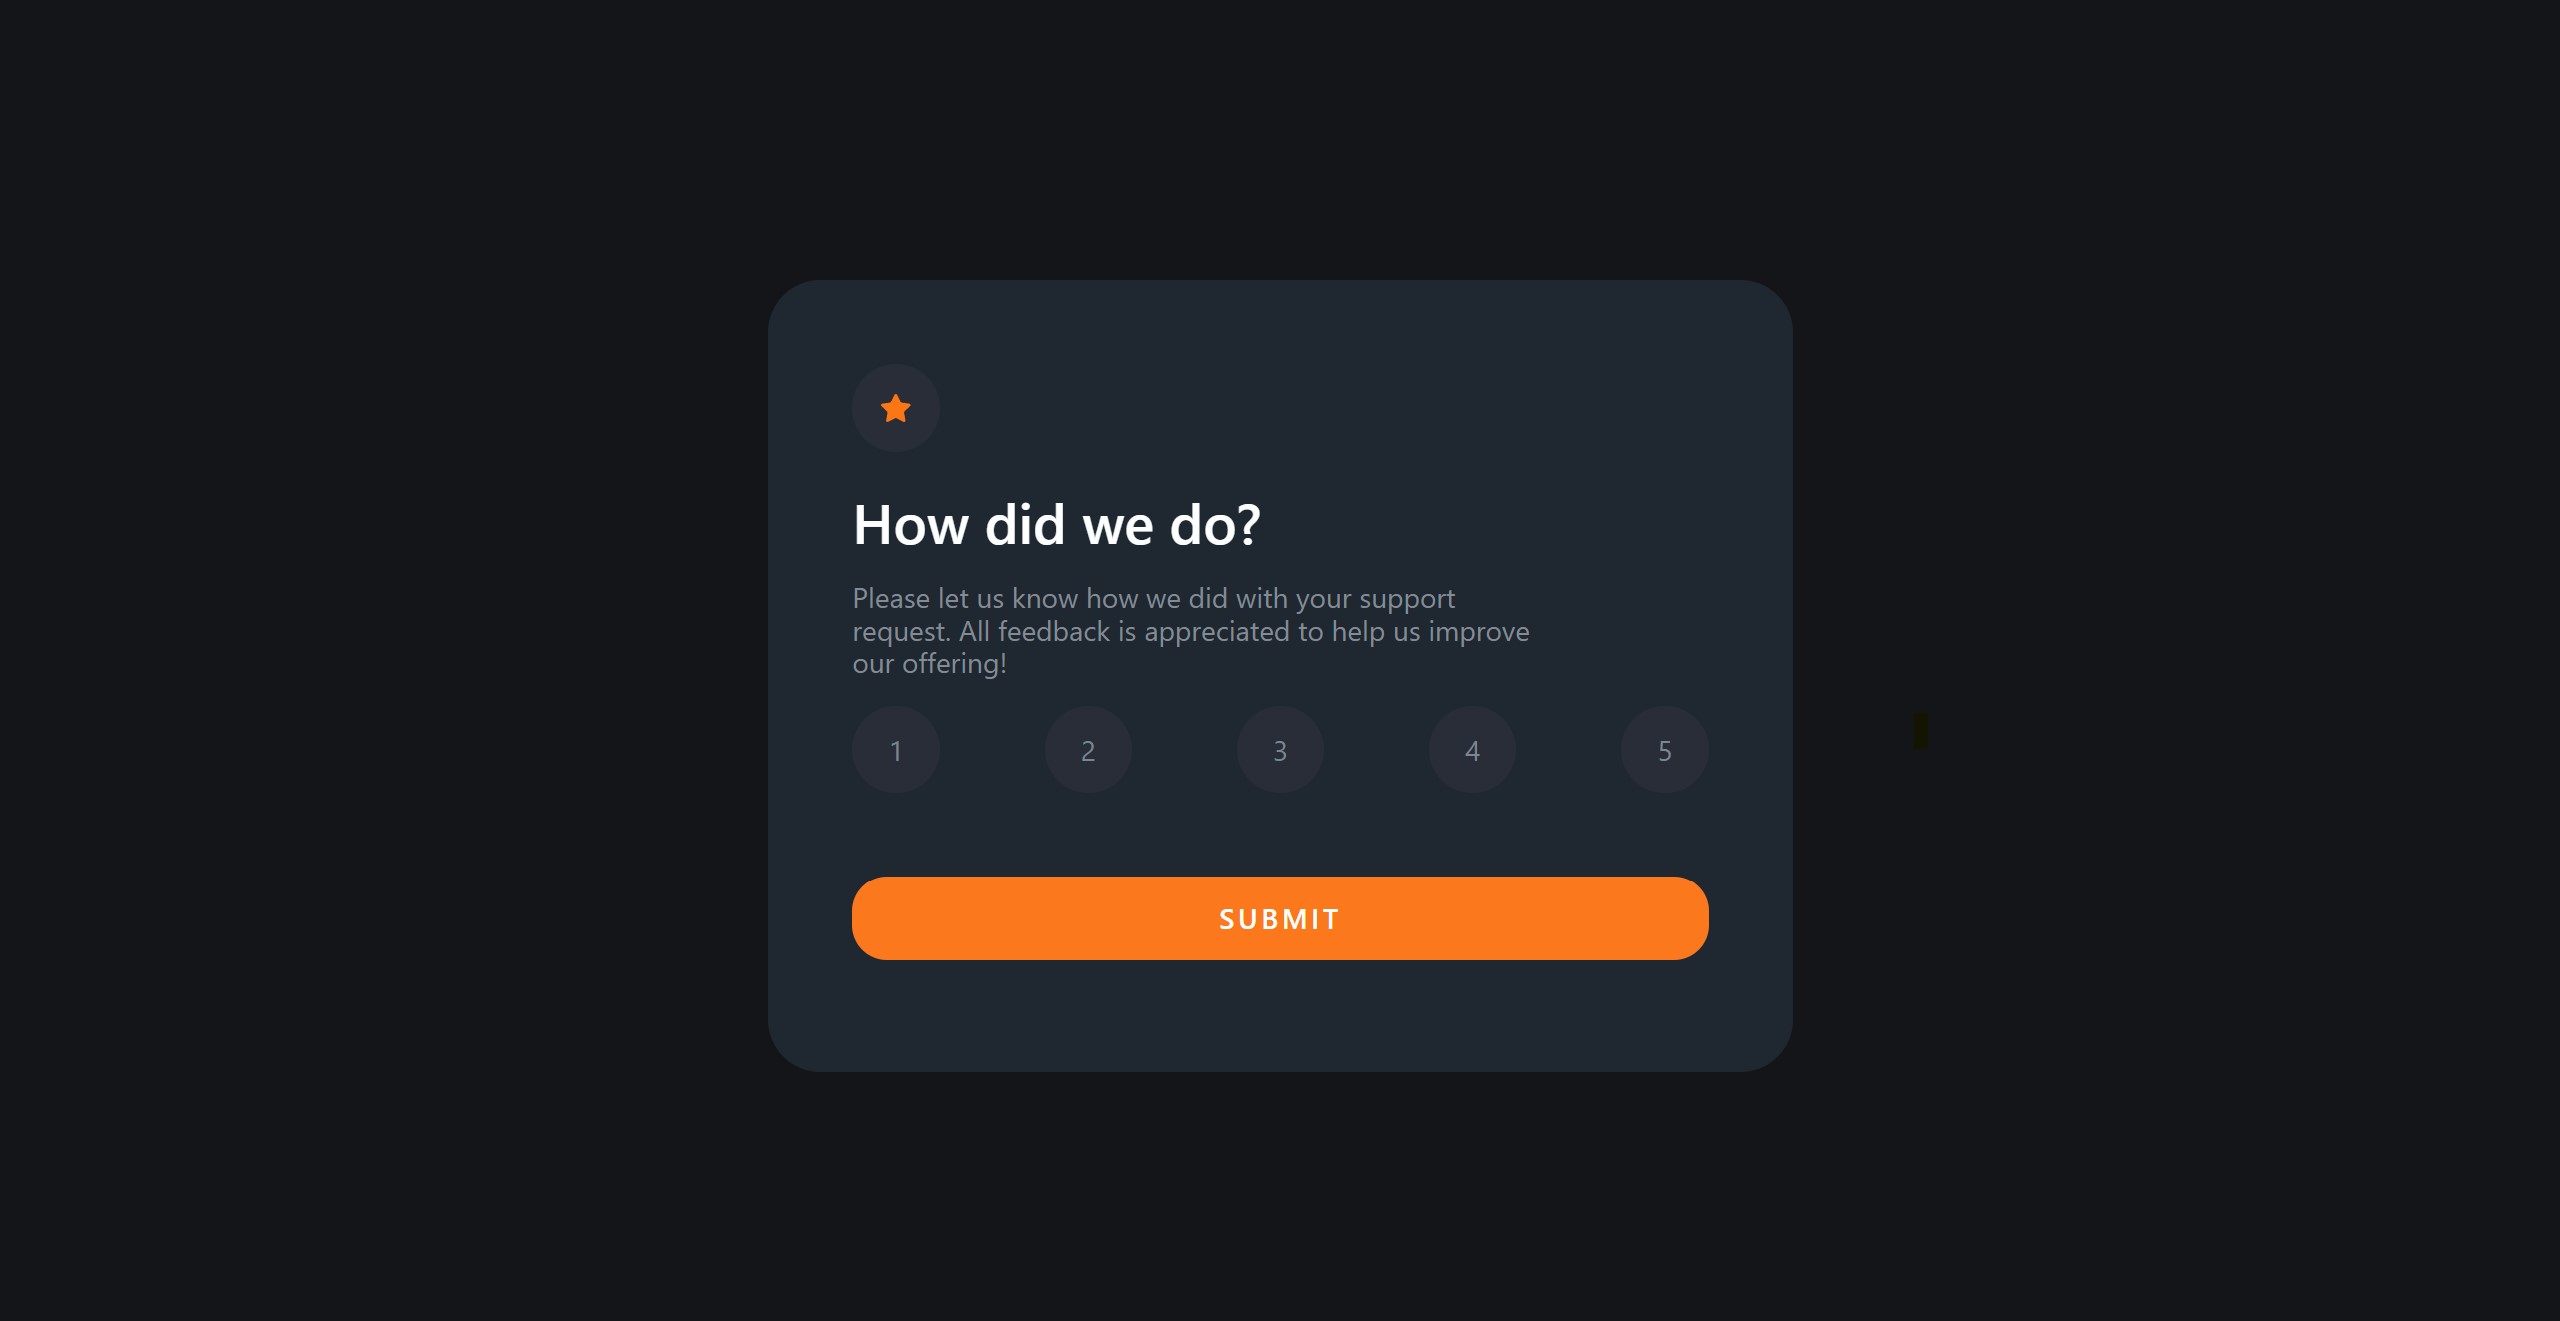 How did we do?
Please let us know how we did with your support
request. All feedback is appreciated to help us improve
our offering!
1 2 3 4 5
SUBMIT